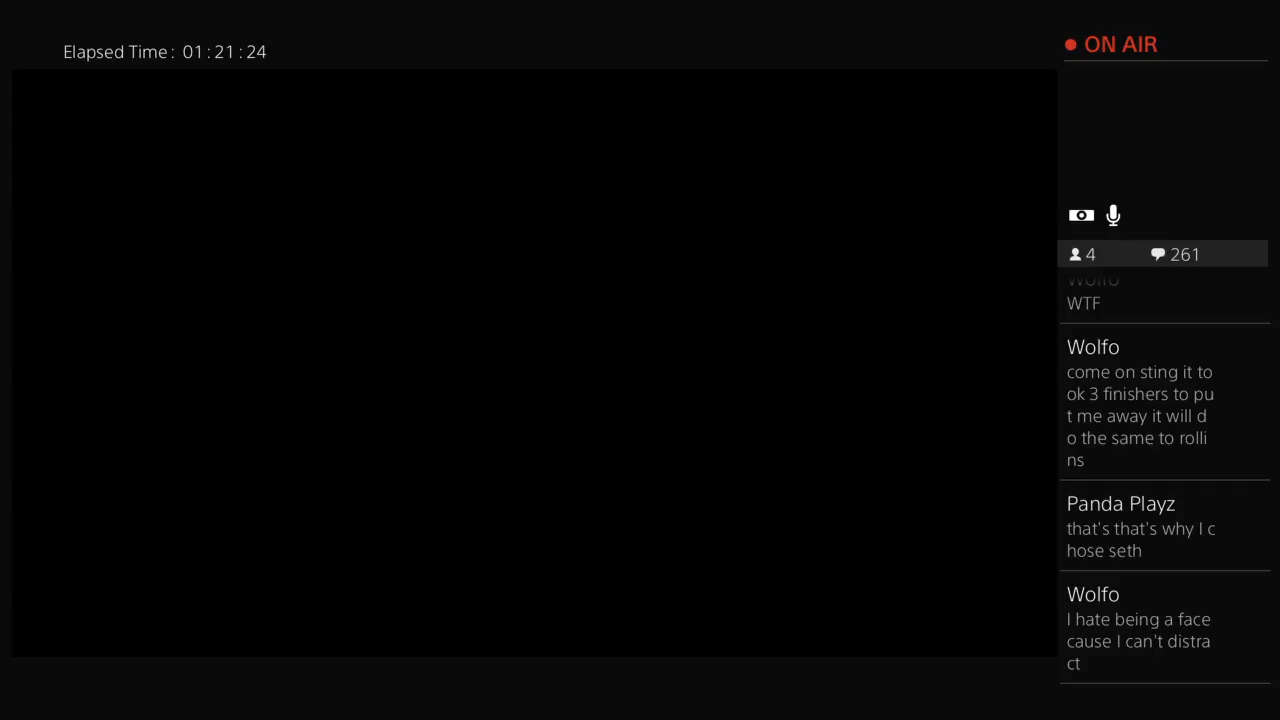 Elapsed Time: 01:21:24
ON AIR
4 261
Wolfo
WTF
Wolfo
come on sting it to
ok 3 finishers to pu
t me away it will d
o the same to rolli
ns
Panda Playz
that's that's why I c
hose seth
Wolfo
I hate being a face
cause I can't distra
ct